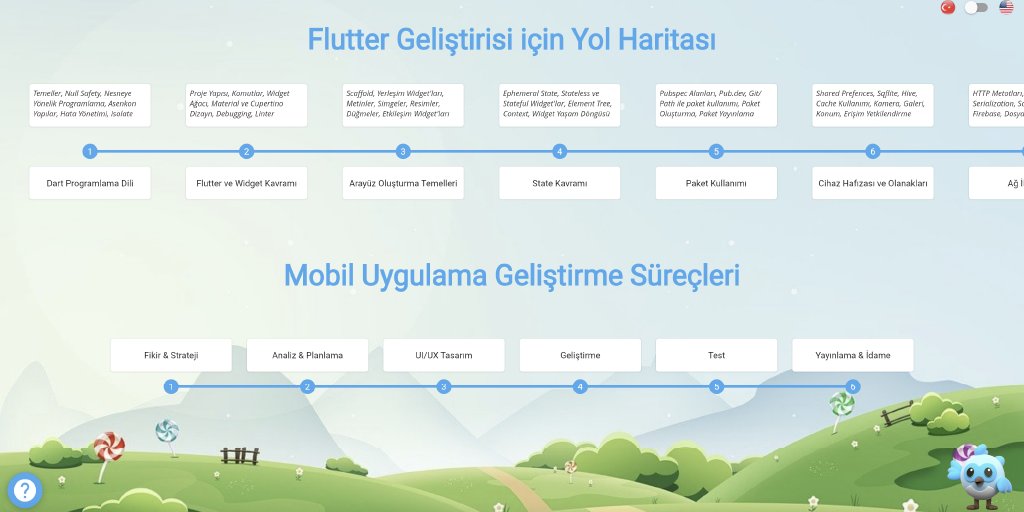 Flutter Geliştirisi için Yol Haritası
Temeller, Null Safety, Nesneye
Yönelik Programlama, Asenkon
Yapılar, Hata Yönetimi, Isolate
Proje Yapısı, Komutlar, Widget
Ağacı, Material ve Cupertino
Dizayn, Debugging, Linter
Scaffold, Yerleşim Widget'ları,
Metinler, Simgeler, Resimler,
Düğmeler, Etkileşim Widget'ları
Ephemeral State, Stateless ve
Stateful Widget'lar, Element Tree,
Context, Widget Yaşam Döngüsü
Pubspec Alanları, Pub.dev, Git/
Path ile paket kullanımı, Paket
Oluşturma, Paket Yayınlama
Shared Prefences, Sqflite, Hive,
Cache Kullanımı, Kamera, Galeri,
Konum, Erişim Yetkilendirme
HTTP Metotları,
Serialization, So
Firebase, Dosya
1 2 3 4 5 6
Dart Programlama Dili
Flutter ve Widget Kavramı
Arayüz Oluşturma Temelleri
State Kavramı
Paket Kullanımı
Cihaz Hafızası ve Olanakları
Ağ İ
Mobil Uygulama Geliştirme Süreçleri
Fikir & Strateji
Analiz & Planlama
UI/UX Tasarım
Geliştirme
Test
Yayınlama & İdame
1 2 3 4 5 6
?